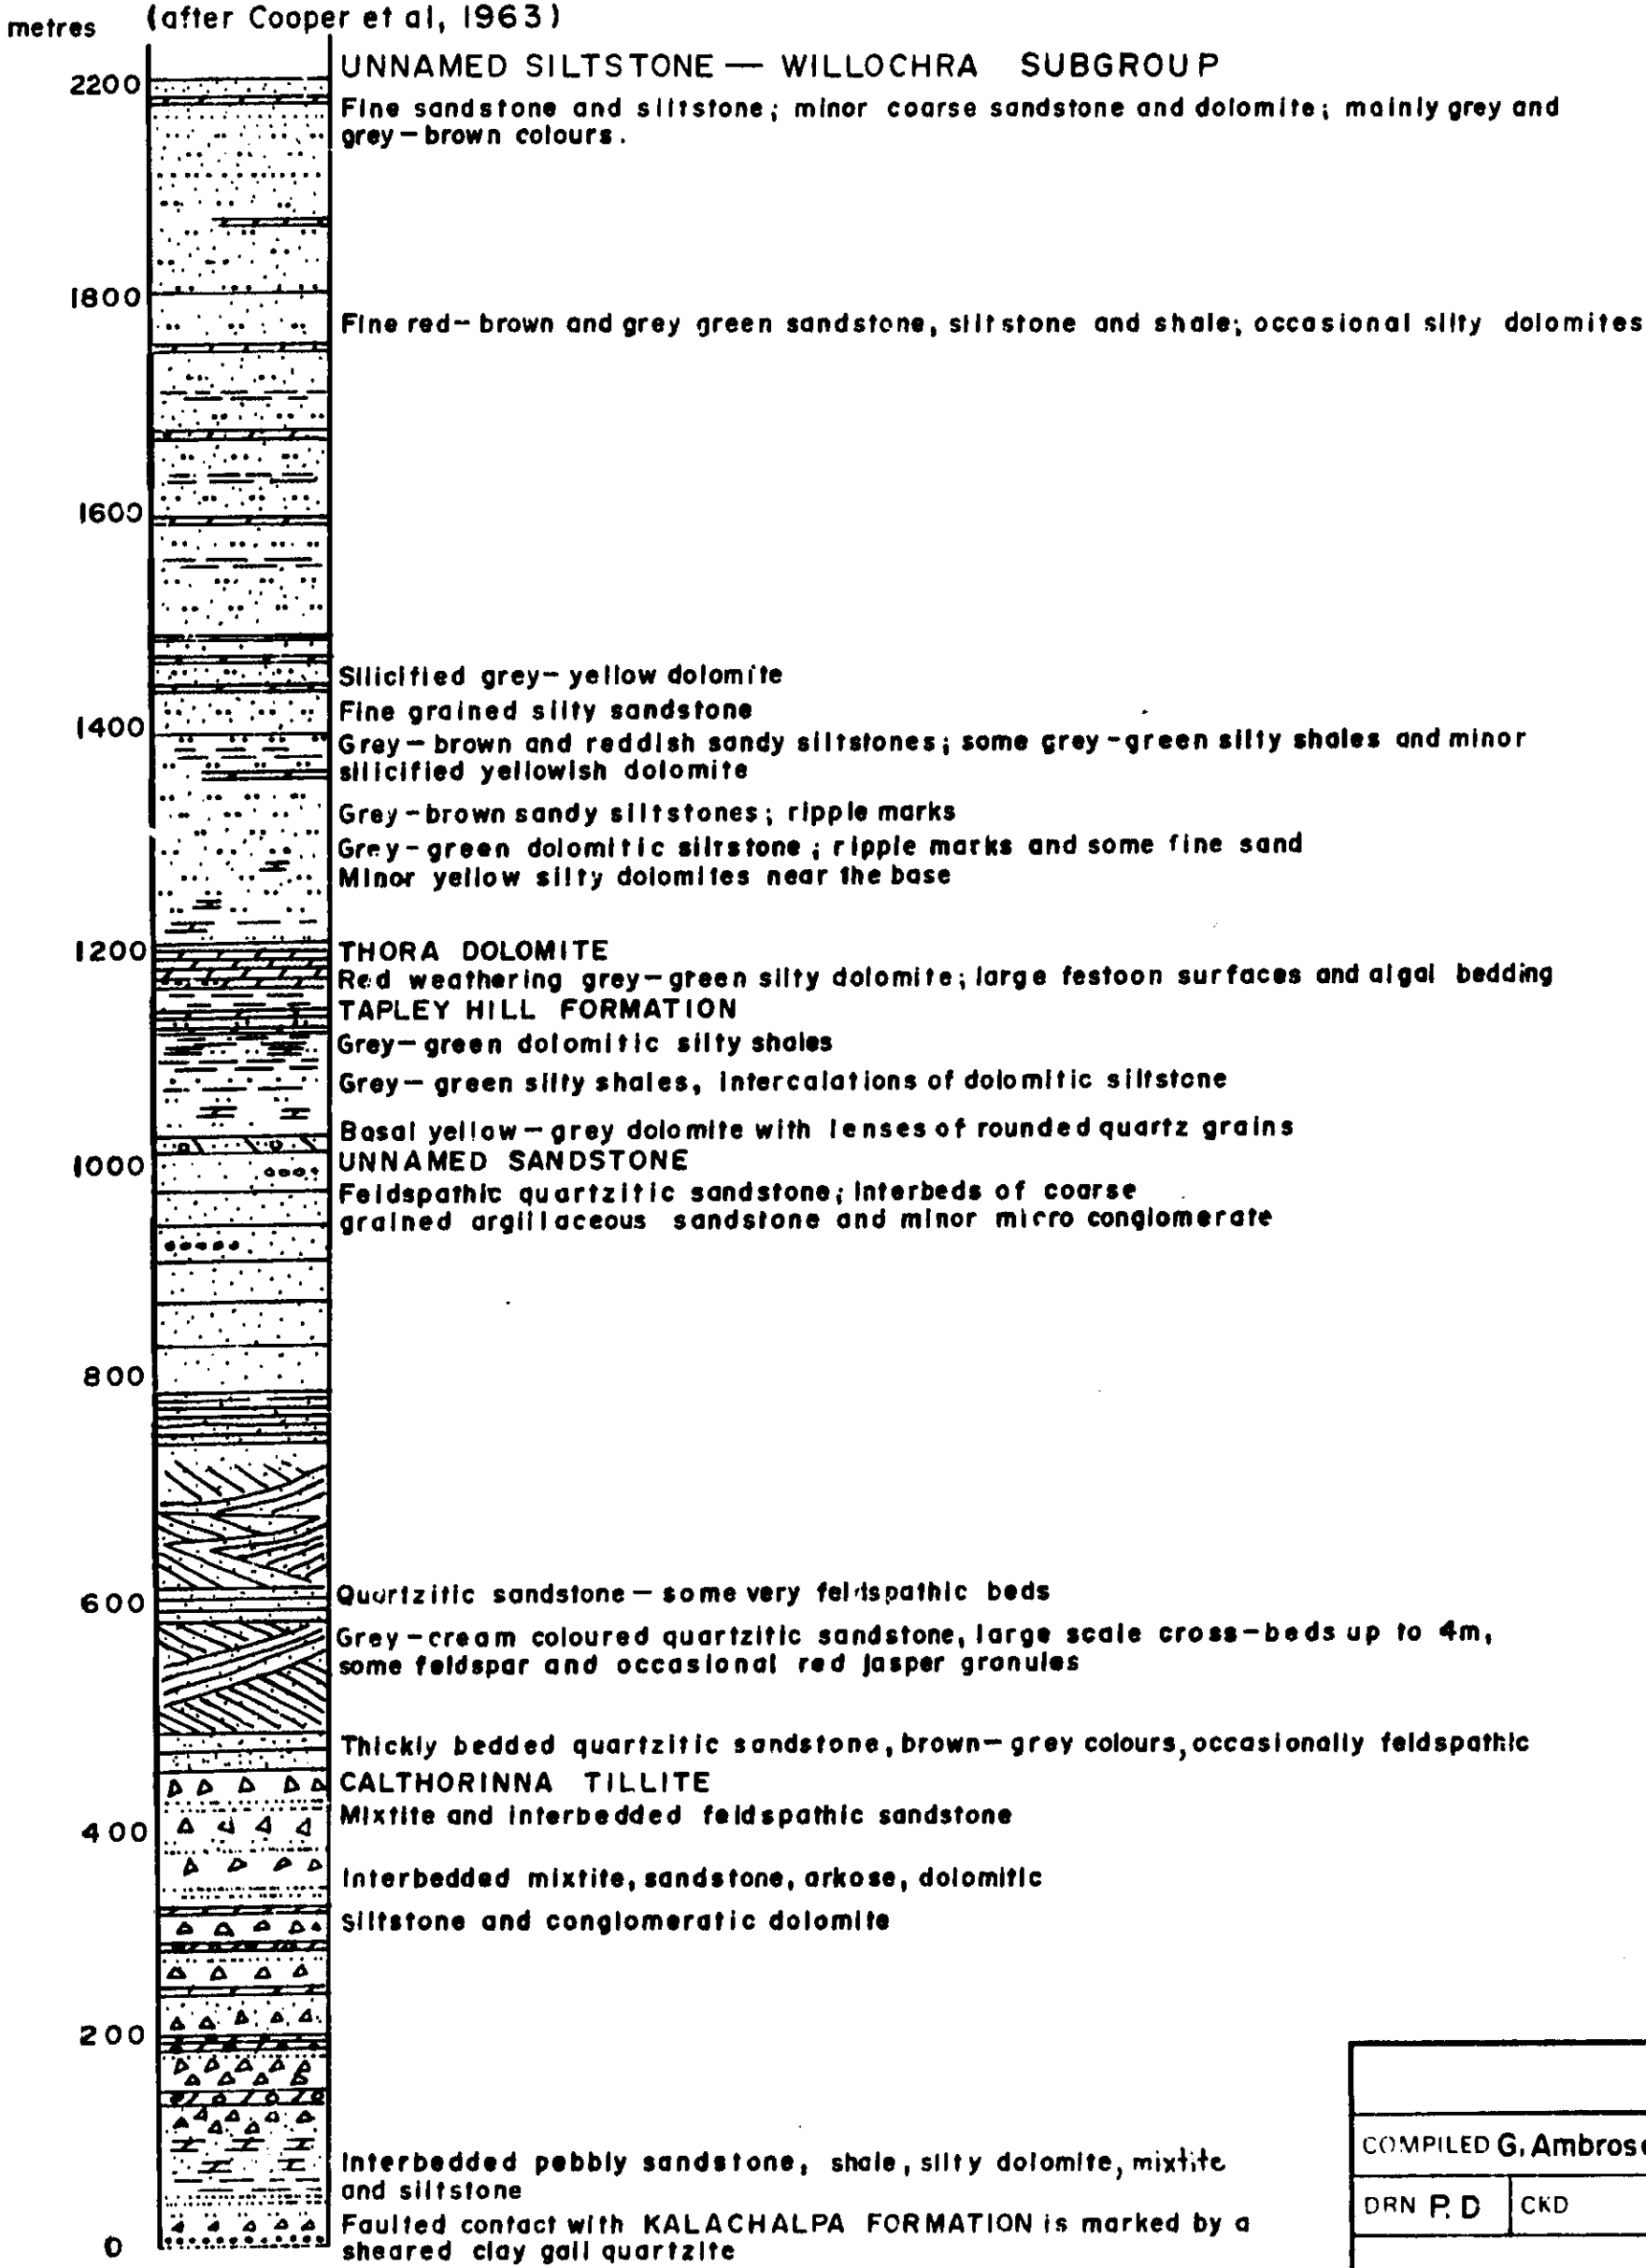 (after Cooper et al, 1963)
metres
UNNAMED SILTSTONE — WILLOCHRA SUBGROUP
2200
Fine sandstone and siltstone; minor coarse sandstone and dolomite; mainly grey and
grey-brown colours.
1800
Fine red-brown and grey green sandstone, siltstone and shale; occasional silty dolomites
1600
Silicified grey-yellow dolomite
Fine grained silty sandstone
1400
Grey-brown and reddish sandy siltstones; some grey-green silty shales and minor
silicified yellowish dolomite
Grey-brown sandy siltstones; ripple marks
Grey-green dolomitic siltstone; ripple marks and some fine sand
Minor yellow silty dolomites near the base
1200
THORA DOLOMITE
Red weathering grey-green silty dolomite; large festoon surfaces and algal bedding
TAPLEY HILL FORMATION
Grey-green dolomitic silty shales
Grey-green silty shales, intercalations of dolomitic siltstone
Basal yellow-grey dolomite with lenses of rounded quartz grains
1000
UNNAMED SANDSTONE
Feldspathic quartzitic sandstone; interbeds of coarse
grained argillaceous sandstone and minor micro conglomerate
800
600
Quartzitic sandstone — some very feldspathic beds
Grey-cream coloured quartzitic sandstone, large scale cross-beds up to 4m,
some feldspar and occasional red jasper granules
Thickly bedded quartzitic sandstone, brown-grey colours, occasionally feldspathic
CALTHORINNA TILLITE
Mixtite and interbedded feldspathic sandstone
400
Interbedded mixtite, sandstone, arkose, dolomitic
siltstone and conglomeratic dolomite
200
COMPILED G. Ambrose
Interbedded pebbly sandstone, shale, silty dolomite, mixtite
and siltstone
DRN P. D CKD
Faulted contact with KALACHALPA FORMATION is marked by a
sheared clay gall quartzite
0